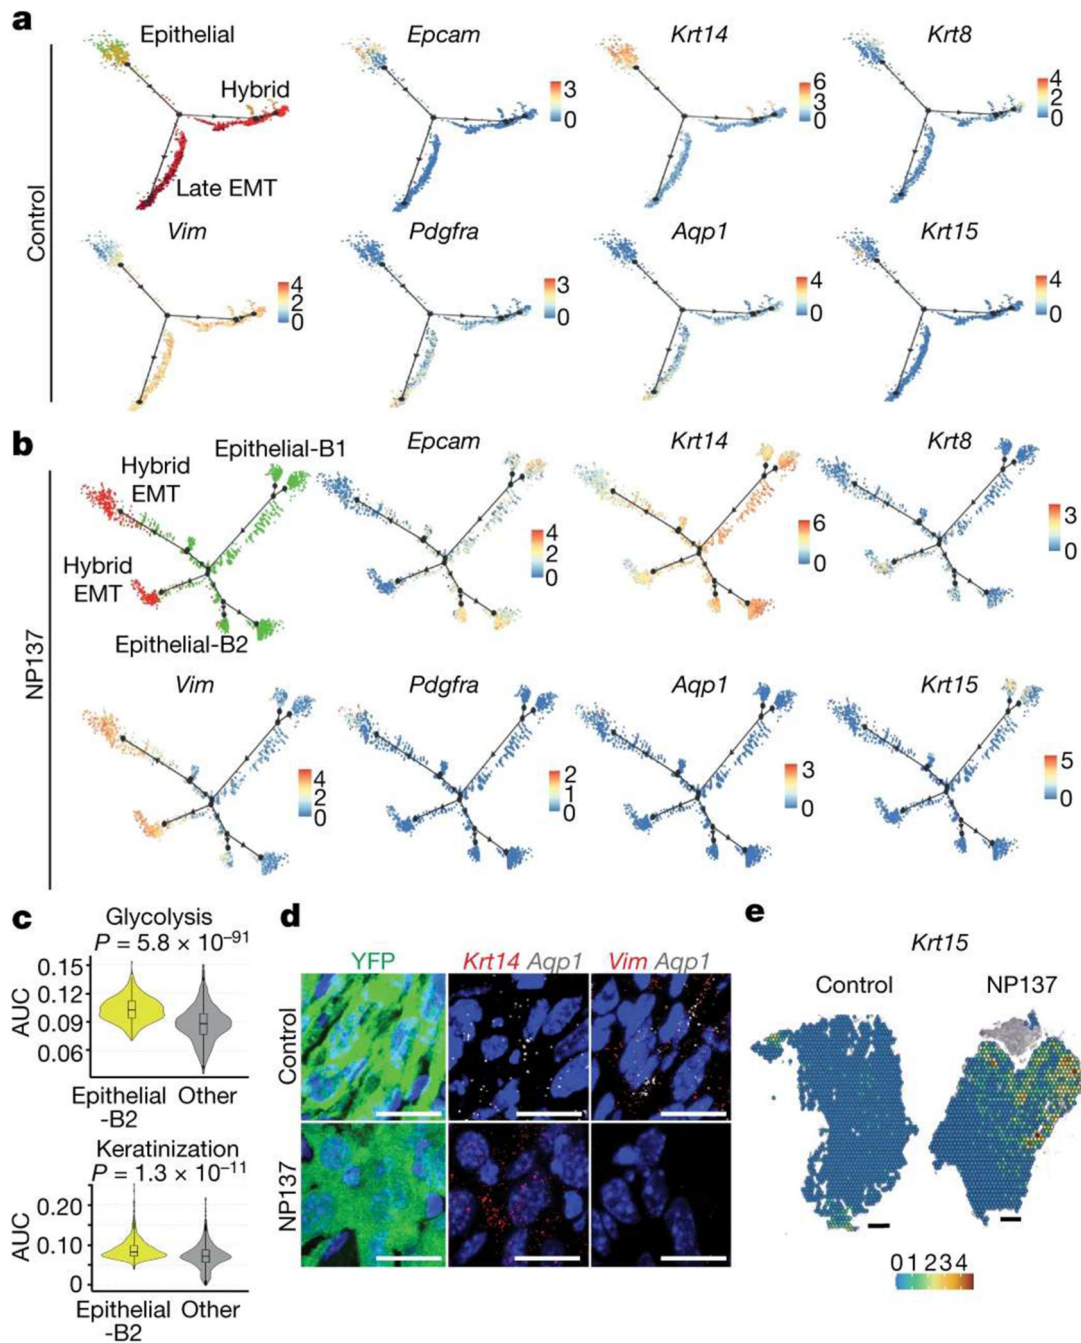 a
Control
Epithelial
Hybrid
Late EMT
Epcam
3
0
Krt14
6
3
0
Krt8
4
2
0
Vim
4
2
0
Pdgfra
3
0
Aqp1
4
0
Krt15
4
0
b
NP137
Hybrid
EMT
Epithelial-B1
Hybrid
EMT
Epithelial-B2
Epcam
4
2
0
Krt14
6
0
Krt8
3
0
Vim
4
2
0
Pdgfra
2
1
0
Aqp1
3
0
Krt15
5
0
c
Glycolysis
P = 5.8 × 10⁻⁹¹
AUC
0.15
0.12
0.09
0.06
Epithelial Other
-B2
Keratinization
P = 1.3 × 10⁻¹¹
AUC
0.20
0.10
0
Epithelial Other
-B2
d
YFP
Krt14 Aqp1
Vim Aqp1
Control
NP137
e
Krt15
Control
NP137
0 1 2 3 4